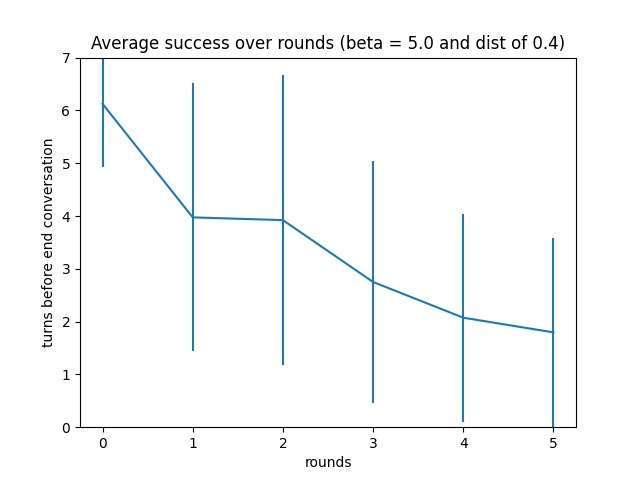 Average success over rounds (beta = 5.0 and dist of 0.4)
turns before end conversation
7
6
5
4
3
2
1
0
0 1 2 3 4 5
rounds